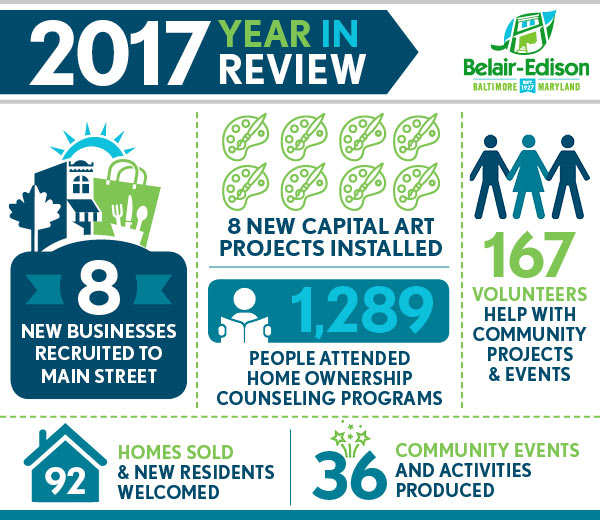 2017 YEAR IN REVIEW
Belair-Edison
BALTIMORE EST. 1927 MARYLAND
8
NEW BUSINESSES
RECRUITED TO
MAIN STREET
8 NEW CAPITAL ART
PROJECTS INSTALLED
1,289
PEOPLE ATTENDED
HOME OWNERSHIP
COUNSELING PROGRAMS
167
VOLUNTEERS
HELP WITH
COMMUNITY
PROJECTS
& EVENTS
92
HOMES SOLD
& NEW RESIDENTS
WELCOMED
36
COMMUNITY EVENTS
AND ACTIVITIES
PRODUCED